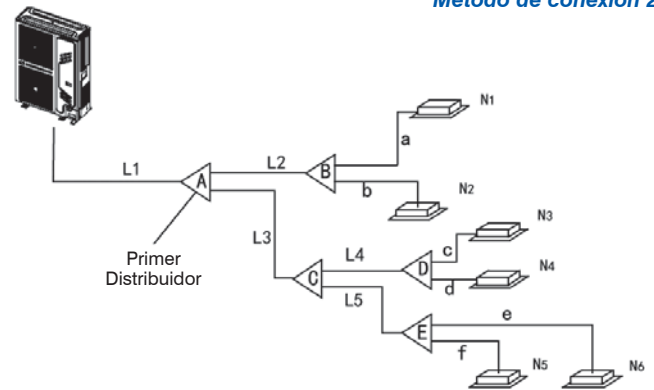 Método de conexión 2
N1
a
L1
L2
B
A
b
N2
L3
N3
Primer
Distribuidor
L4
c
D
N4
C
d
L5
e
E
f
N5
N6